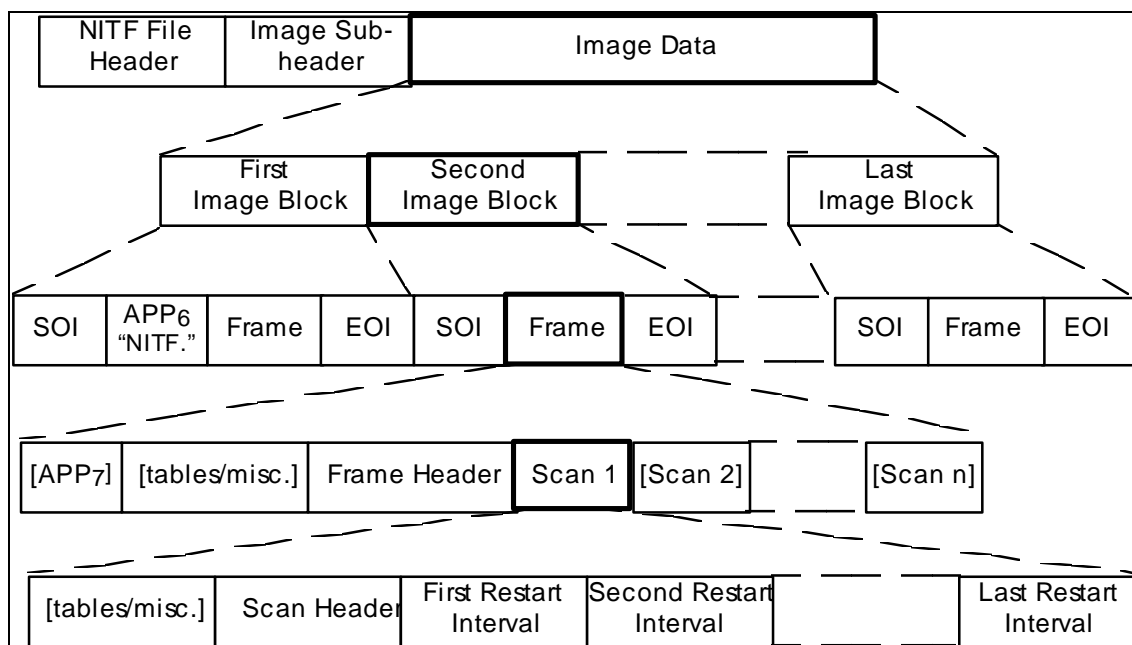 NITF File Header
Image Sub-header
Image Data
First Image Block
Second Image Block
Last Image Block
SOI
APP6 “NITF.”
Frame
EOI
SOI
Frame
EOI
SOI
Frame
EOI
[APP7]
[tables/misc.]
Frame Header
Scan 1
[Scan 2]
[Scan n]
[tables/misc.]
Scan Header
First Restart Interval
Second Restart Interval
Last Restart Interval